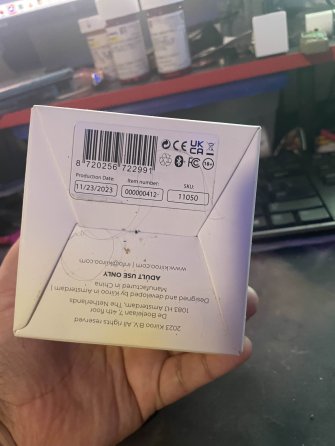 CE UK
CA
18+
8 720256 722991
Production Date:
11/23/2023
Item number:
000000412-
SKU:
11050
2023 Kiiroo B.V. All rights reserved
De Boelelaan 7, 4th floor
1083 HJ Amsterdam, The Netherlands
Designed and developed by Kiiroo in Amsterdam |
Manufactured in China
ADULT USE ONLY
www.kiiroo.com | info@kiiroo.com